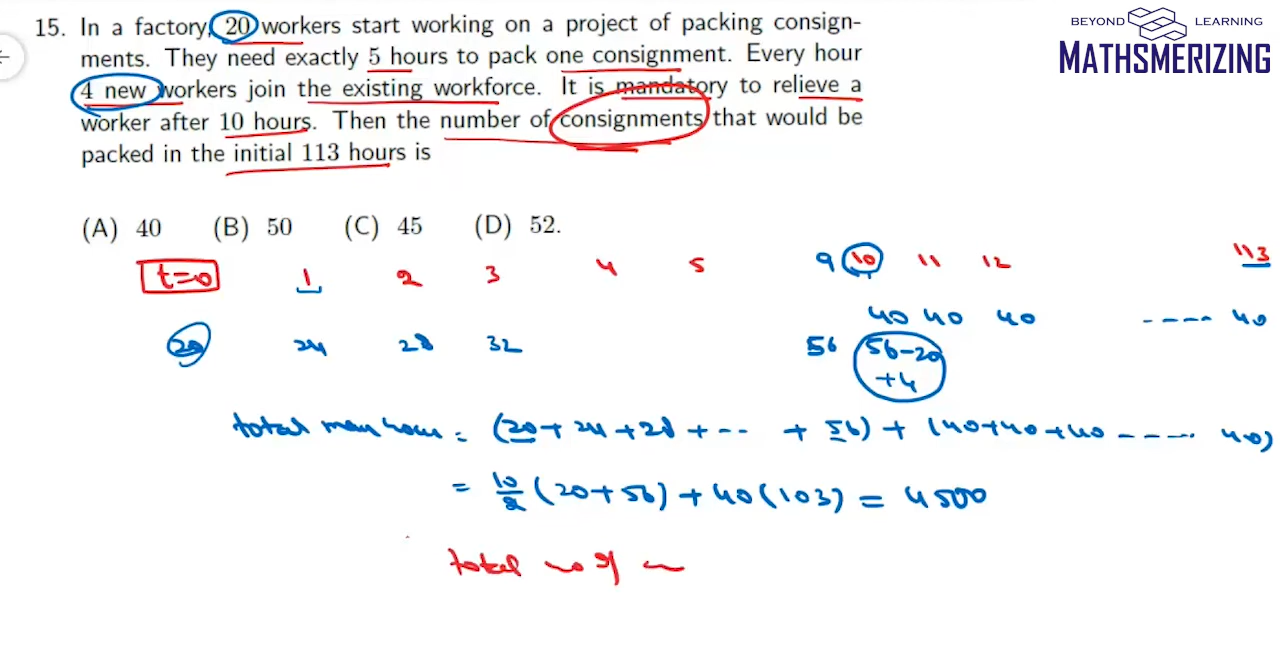 BEYOND LEARNING
MATHSMERIZING
15. In a factory, 20 workers start working on a project of packing consign-
ments. They need exactly 5 hours to pack one consignment. Every hour
4 new workers join the existing workforce. It is mandatory to relieve a
worker after 10 hours. Then the number of consignments that would be
packed in the initial 113 hours is
(A) 40 (B) 50 (C) 45 (D) 52.
t=0 1 2 3 4 5 9 10 11 12 113
40 40 40 ---- 40
20 24 28 32 56 56-20
+4
total man hour = (20 + 24 + 28 + -- + 56) + (40+40+40 ---- 40)
= 10/2 (20+56) + 40(103) = 4500
total no of